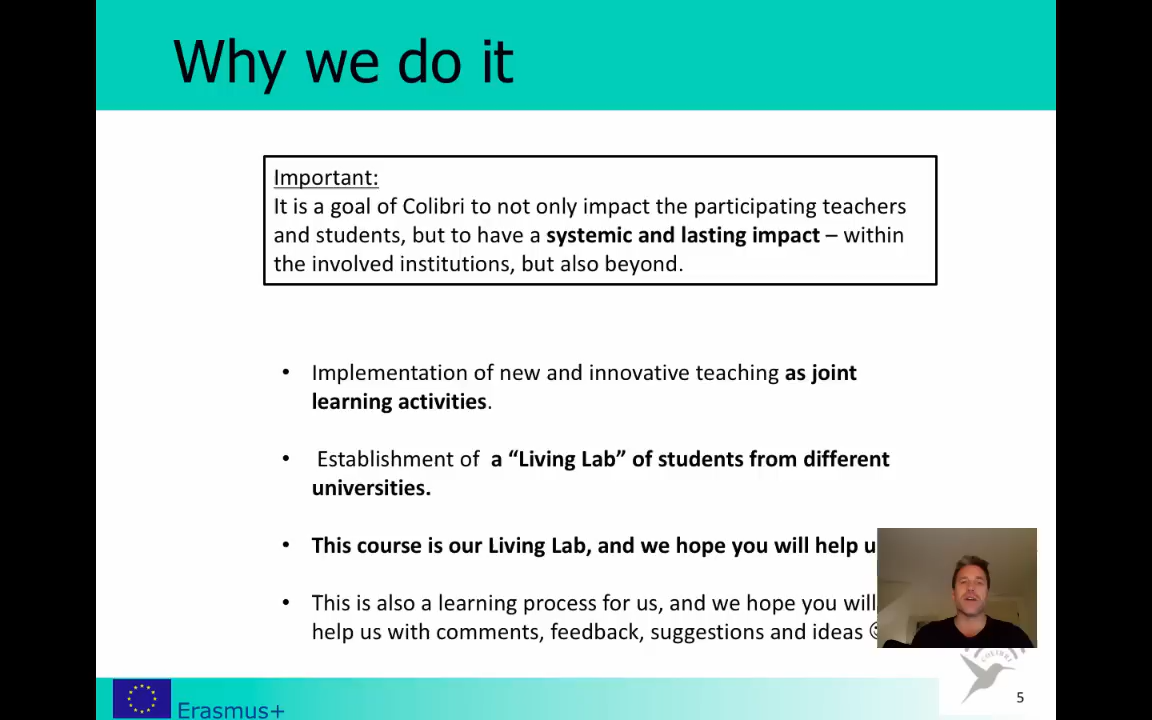 Why we do it
Important:
It is a goal of Colibri to not only impact the participating teachers
and students, but to have a systemic and lasting impact – within
the involved institutions, but also beyond.
• Implementation of new and innovative teaching as joint
learning activities.
• Establishment of a “Living Lab” of students from different
universities.
• This course is our Living Lab, and we hope you will help
• This is also a learning process for us, and we hope you will
help us with comments, feedback, suggestions and ideas
COLIBRI
Erasmus+
5